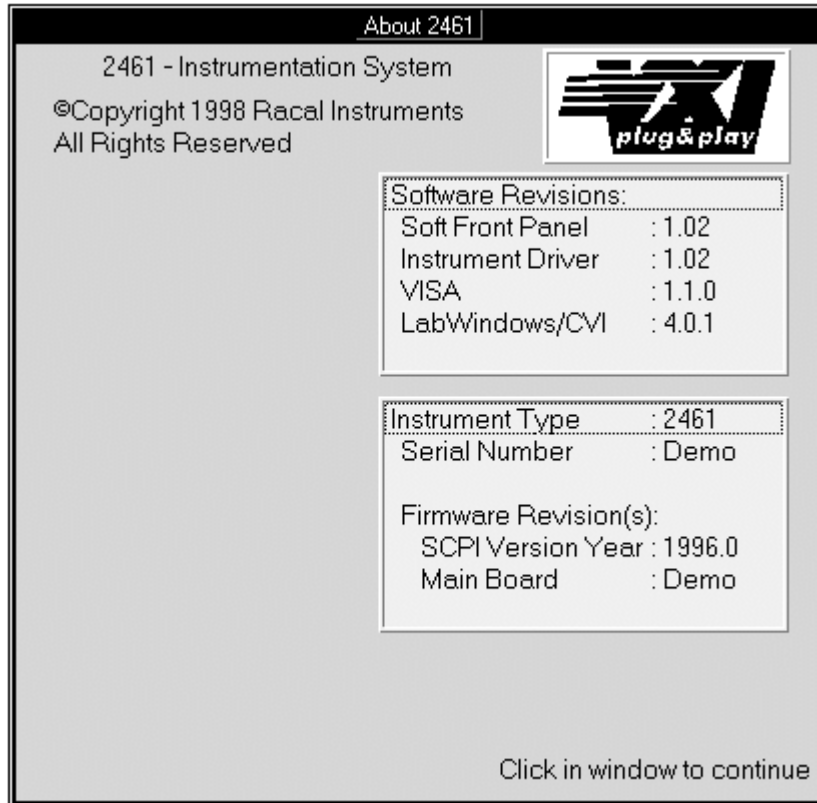 About 2461
2461 - Instrumentation System
©Copyright 1998 Racal Instruments
All Rights Reserved
VXI
plug&play
Software Revisions:
Soft Front Panel : 1.02
Instrument Driver : 1.02
VISA : 1.1.0
LabWindows/CVI : 4.0.1
Instrument Type : 2461
Serial Number : Demo
Firmware Revision(s):
SCPI Version Year : 1996.0
Main Board : Demo
Click in window to continue